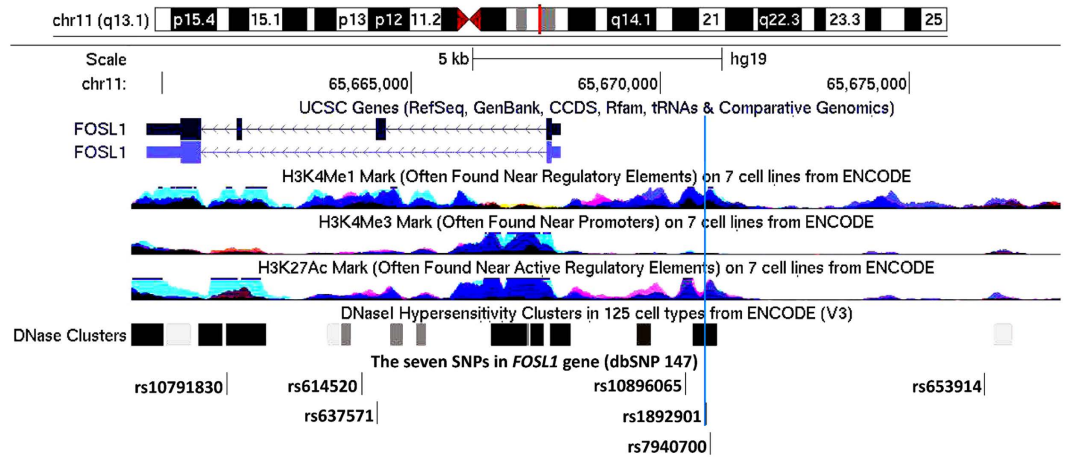 chr11 (q13.1) p15.4 15.1 p13 p12 11.2 q14.1 21 q22.3 23.3 25
Scale 5 kb hg19
chr11: 65,665,000 65,670,000 65,675,000
UCSC Genes (RefSeq, GenBank, CCDS, Rfam, tRNAs & Comparative Genomics)
FOSL1
FOSL1
H3K4Me1 Mark (Often Found Near Regulatory Elements) on 7 cell lines from ENCODE
H3K4Me3 Mark (Often Found Near Promoters) on 7 cell lines from ENCODE
H3K27Ac Mark (Often Found Near Active Regulatory Elements) on 7 cell lines from ENCODE
DNaseI Hypersensitivity Clusters in 125 cell types from ENCODE (V3)
DNase Clusters
The seven SNPs in FOSL1 gene (dbSNP 147)
rs10791830 rs614520 rs10896065 rs653914
rs637571 rs1892901
rs7940700